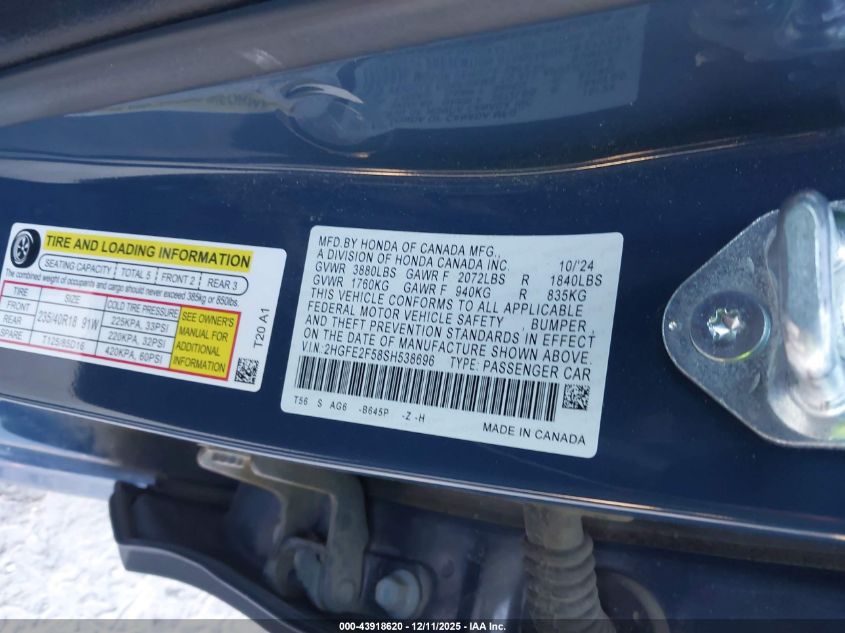 TIRE AND LOADING INFORMATION
SEATING CAPACITY TOTAL 5 FRONT 2 REAR 3
The combined weight of occupants and cargo should never exceed 385kg or 850lbs.
TIRE SIZE COLD TIRE PRESSURE
FRONT 235/40R18 91W 225KPA, 33PSI
REAR 220KPA, 32PSI
SPARE T125/85D16 420KPA, 60PSI
SEE OWNER'S
MANUAL FOR
ADDITIONAL
INFORMATION
T20 A1
MFD.BY HONDA OF CANADA MFG.,
A DIVISION OF HONDA CANADA INC. 10/'24
GVWR 3880LBS GAWR F 2072LBS R 1840LBS
GVWR 1760KG GAWR F 940KG R 835KG
THIS VEHICLE CONFORMS TO ALL APPLICABLE
FEDERAL MOTOR VEHICLE SAFETY , BUMPER,
AND THEFT PREVENTION STANDARDS IN EFFECT
ON THE DATE OF MANUFACTURE SHOWN ABOVE.
VIN:2HGFE2F58SH538696 TYPE: PASSENGER CAR
T56 S AG6 -B645P -Z -H
MADE IN CANADA
000-43918620 - 12/11/2025 - IAA Inc.